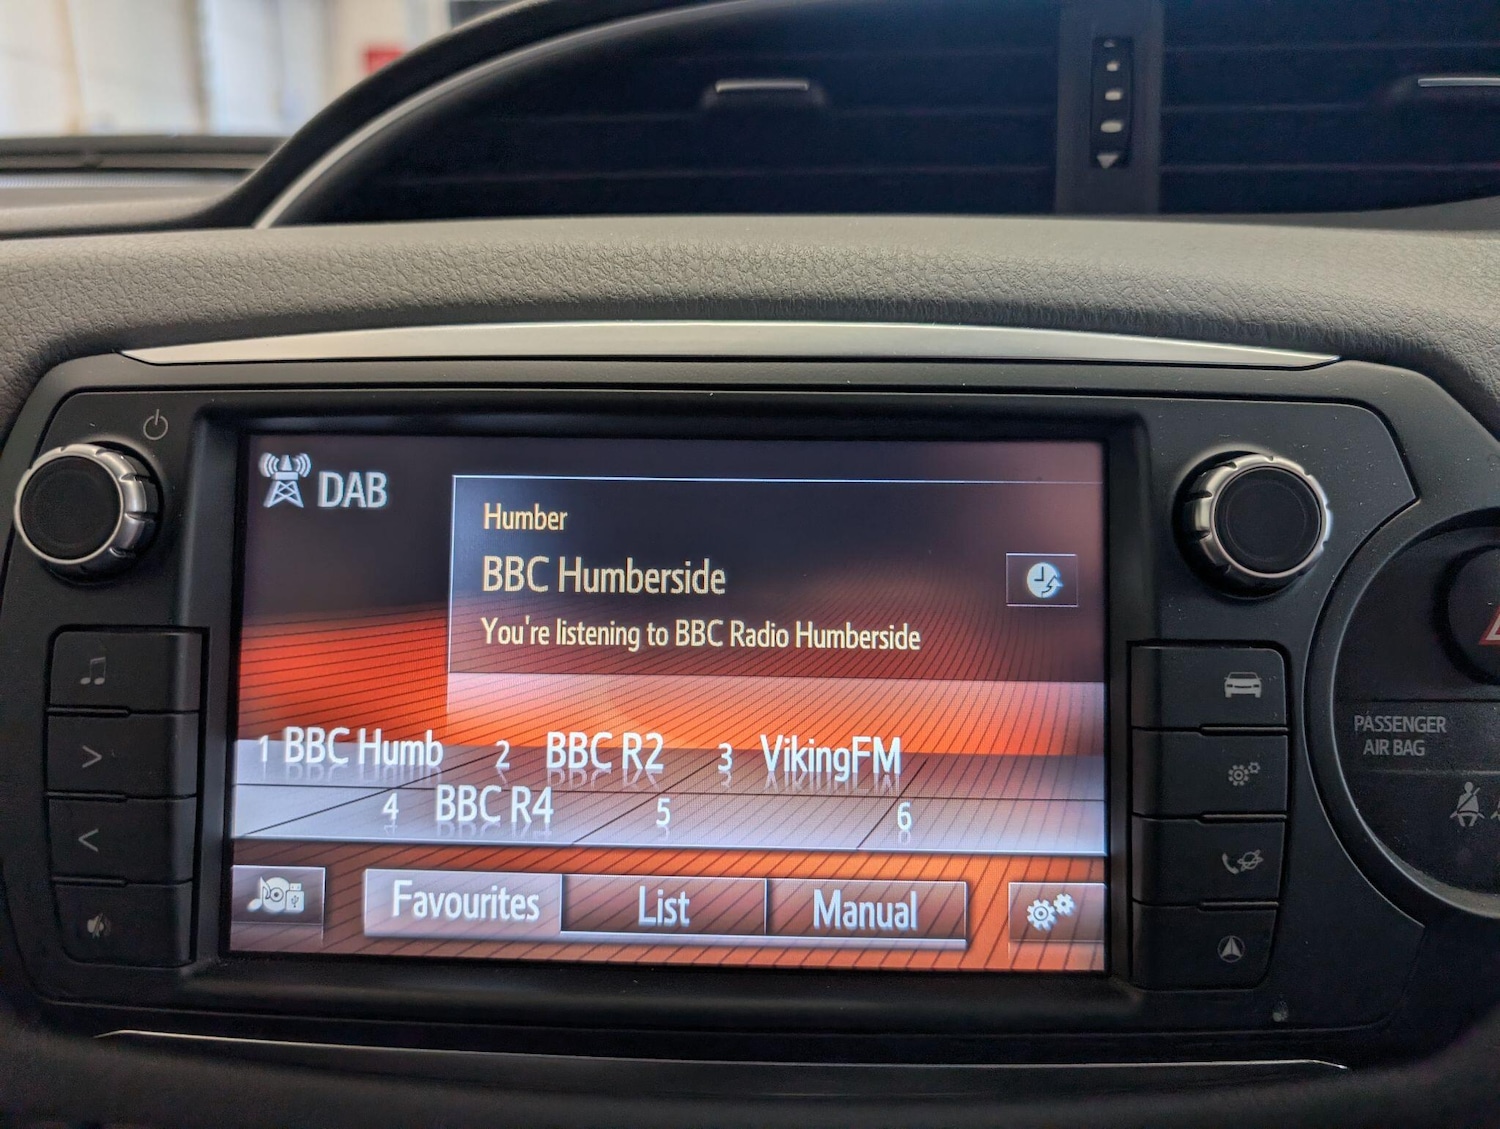 DAB
Humber
BBC Humberside
You're listening to BBC Radio Humberside
1 BBC Humb 2 BBC R2 3 VikingFM
4 BBC R4 5 6
Favourites List Manual
PASSENGER
AIR BAG